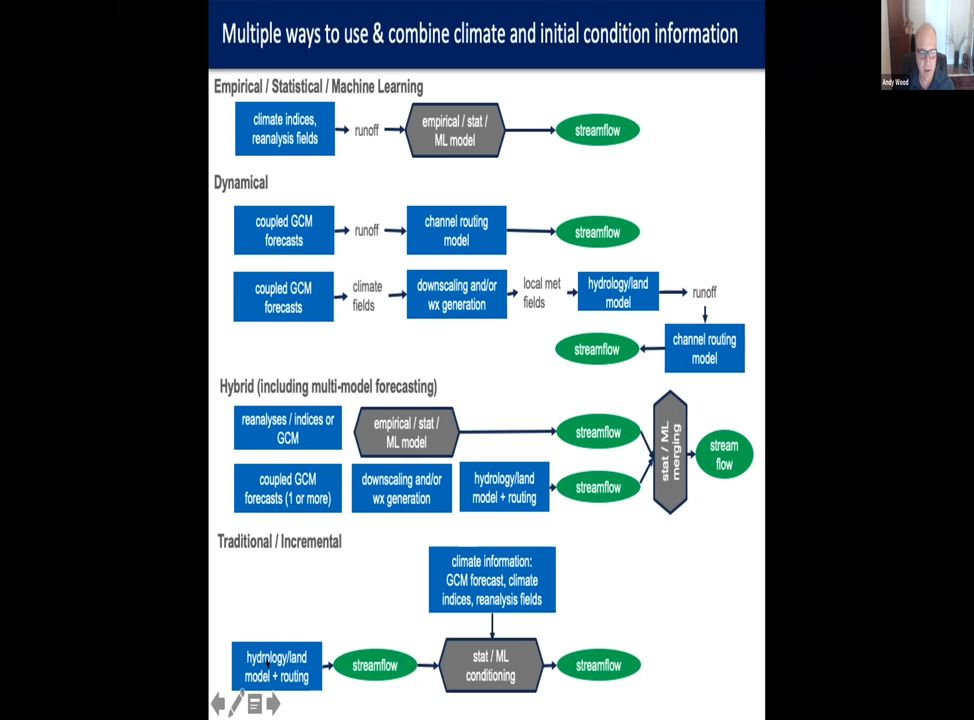 Multiple ways to use & combine climate and initial condition information
Andy Wood
Empirical / Statistical / Machine Learning
climate indices,
reanalysis fields
runoff
empirical / stat /
ML model
streamflow
Dynamical
coupled GCM
forecasts
runoff
channel routing
model
streamflow
coupled GCM
forecasts
climate
fields
downscaling and/or
wx generation
local met
fields
hydrology/land
model
runoff
channel routing
model
streamflow
Hybrid (including multi-model forecasting)
reanalyses / indices or
GCM
empirical / stat /
ML model
streamflow
coupled GCM
forecasts (1 or more)
downscaling and/or
wx generation
hydrology/land
model + routing
streamflow
stat / ML
merging
stream
flow
Traditional / Incremental
climate information:
GCM forecast, climate
indices, reanalysis fields
hydrology/land
model + routing
streamflow
stat / ML
conditioning
streamflow